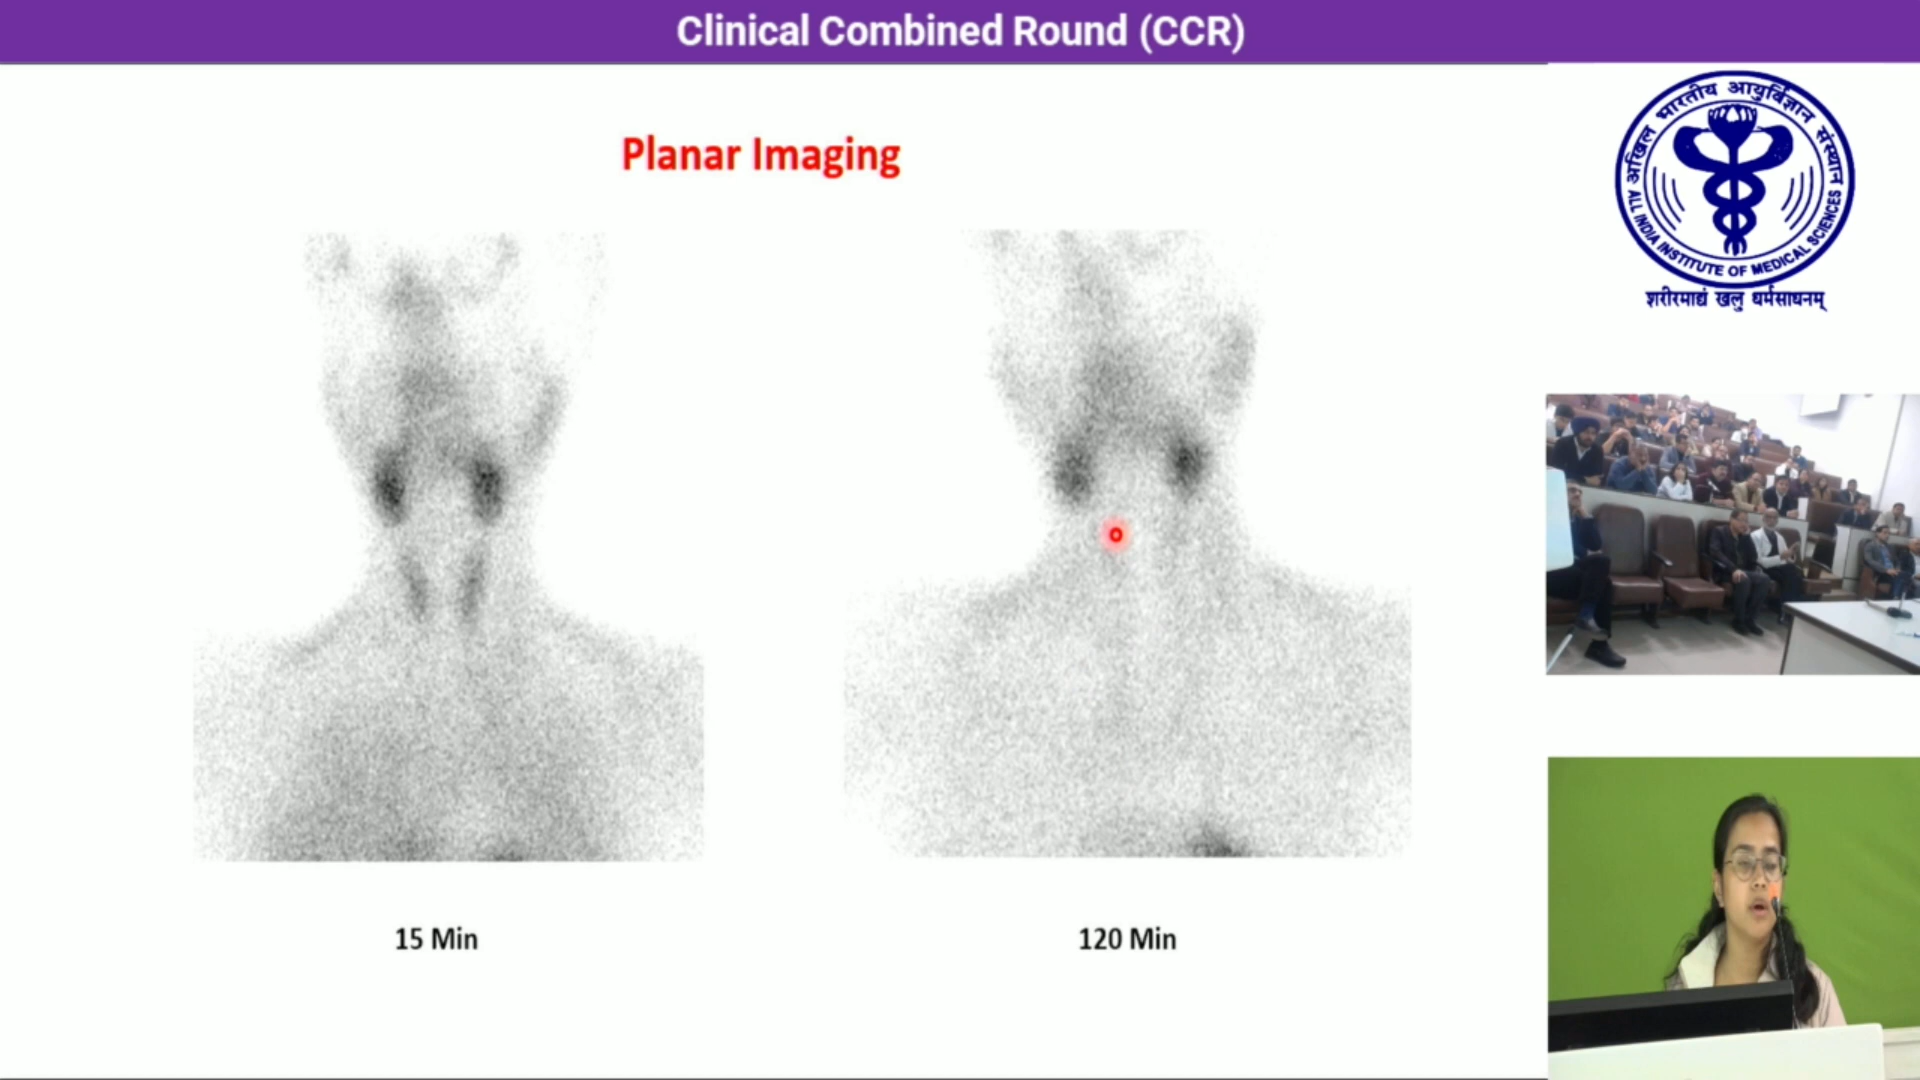 Clinical Combined Round (CCR)
Planar Imaging
15 Min
120 Min
अखिल भारतीय आयुर्विज्ञान संस्थान
ALL INDIA INSTITUTE OF MEDICAL SCIENCES
शरीरमाद्यं खलु धर्मसाधनम्